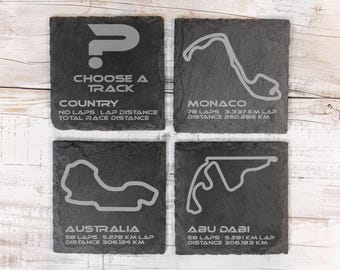 ?
CHOOSE A
TRACK
COUNTRY
NO LAPS : LAP DISTANCE
TOTAL RACE DISTANCE
MONACO
78 LAPS : 3.337 KM LAP
DISTANCE 260.286 KM
AUSTRALIA
58 LAPS : 5.278 KM LAP
DISTANCE 306.124 KM
ABU DABI
58 LAPS : 5.281 KM LAP
DISTANCE 306.183 KM